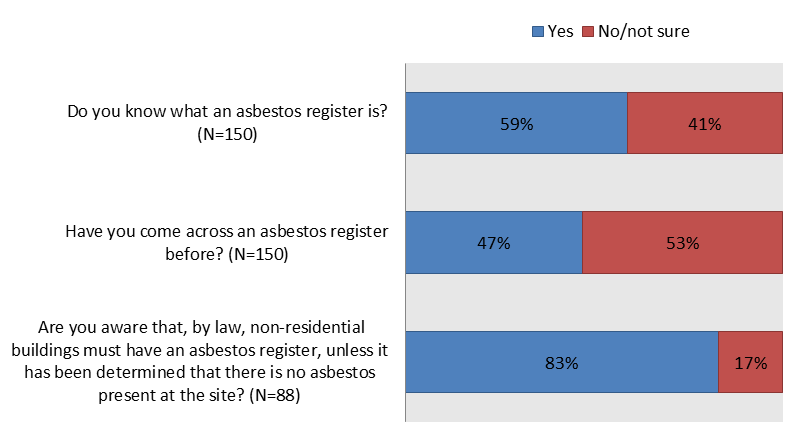 Yes No/not sure
Do you know what an asbestos register is?
(N=150)
59% 41%
Have you come across an asbestos register
before? (N=150)
47% 53%
Are you aware that, by law, non-residential
buildings must have an asbestos register, unless it
has been determined that there is no asbestos
present at the site? (N=88)
83% 17%